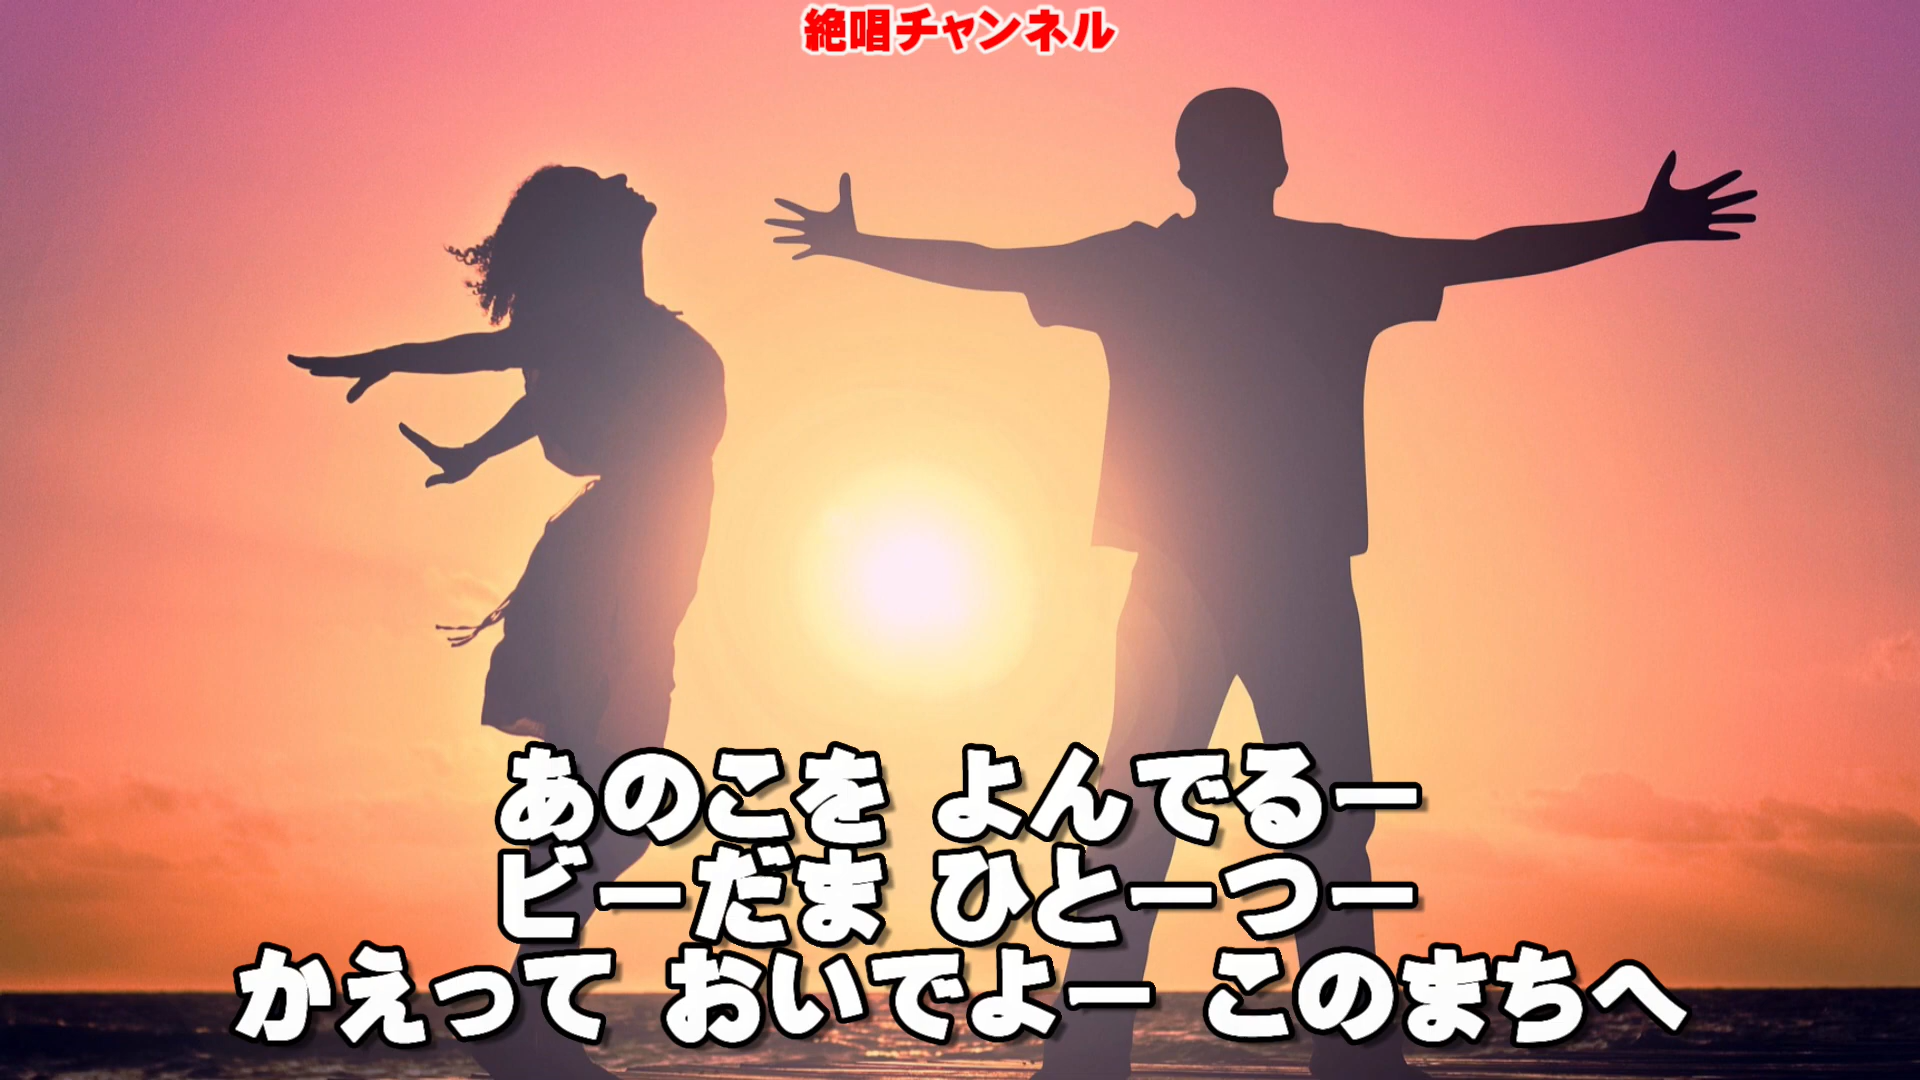 絶唱チャンネル
あのこを よんでるー
ビーだま ひとーつー
かえって おいでよー このまちへ